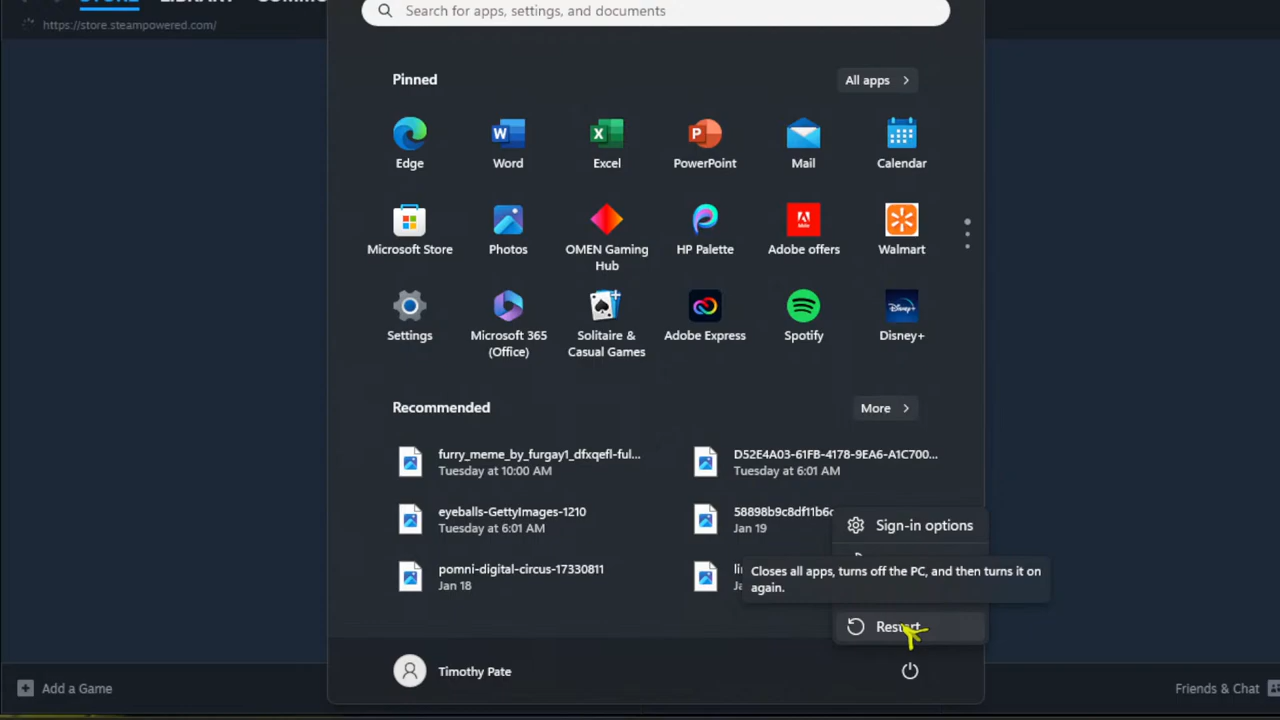 STORE LIBRARY
https://store.steampowered.com/
Search for apps, settings, and documents
Pinned
All apps
Edge
Word
Excel
PowerPoint
Mail
Calendar
Microsoft Store
Photos
OMEN Gaming
Hub
HP Palette
Adobe offers
Walmart
Settings
Microsoft 365
(Office)
Solitaire &
Casual Games
Adobe Express
Spotify
Disney+
Recommended
More
furry_meme_by_furgay1_dfxqefl-ful...
Tuesday at 10:00 AM
D52E4A03-61FB-4178-9EA6-A1C700...
Tuesday at 6:01 AM
eyeballs-GettyImages-1210
Tuesday at 6:01 AM
58898b9c8df11b6
Jan 19
pomni-digital-circus-17330811
Jan 18
Sign-in options
Closes all apps, turns off the PC, and then turns it on
again.
Restart
Timothy Pate
Add a Game
Friends & Chat